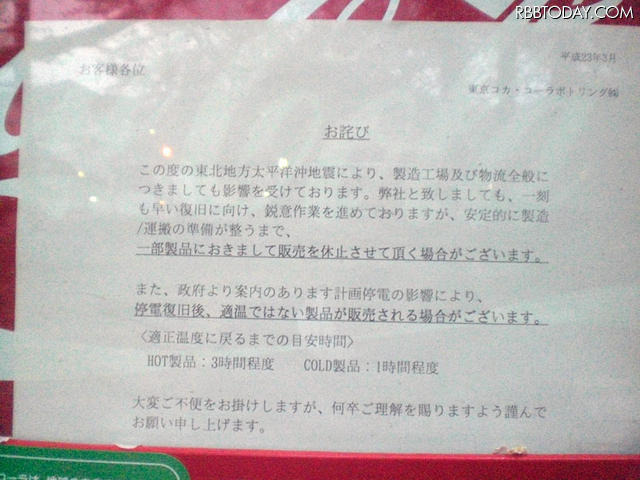 RBBTODAY.COM
平成23年3月
お客様各位
東京コカ・コーラボトリング㈱
お詫び
この度の東北地方太平洋沖地震により、製造工場及び物流全般に
つきましても影響を受けております。弊社と致しましても、一刻
も早い復旧に向け、鋭意作業を進めておりますが、安定的に製造
/運搬の準備が整うまで、
一部製品におきまして販売を休止させて頂く場合がございます。
また、政府より案内のあります計画停電の影響により、
停電復旧後、適温ではない製品が販売される場合がございます。
〈適正温度に戻るまでの目安時間〉
HOT製品：3時間程度 COLD製品：1時間程度
大変ご不便をお掛けしますが、何卒ご理解を賜りますよう謹んで
お願い申し上げます。